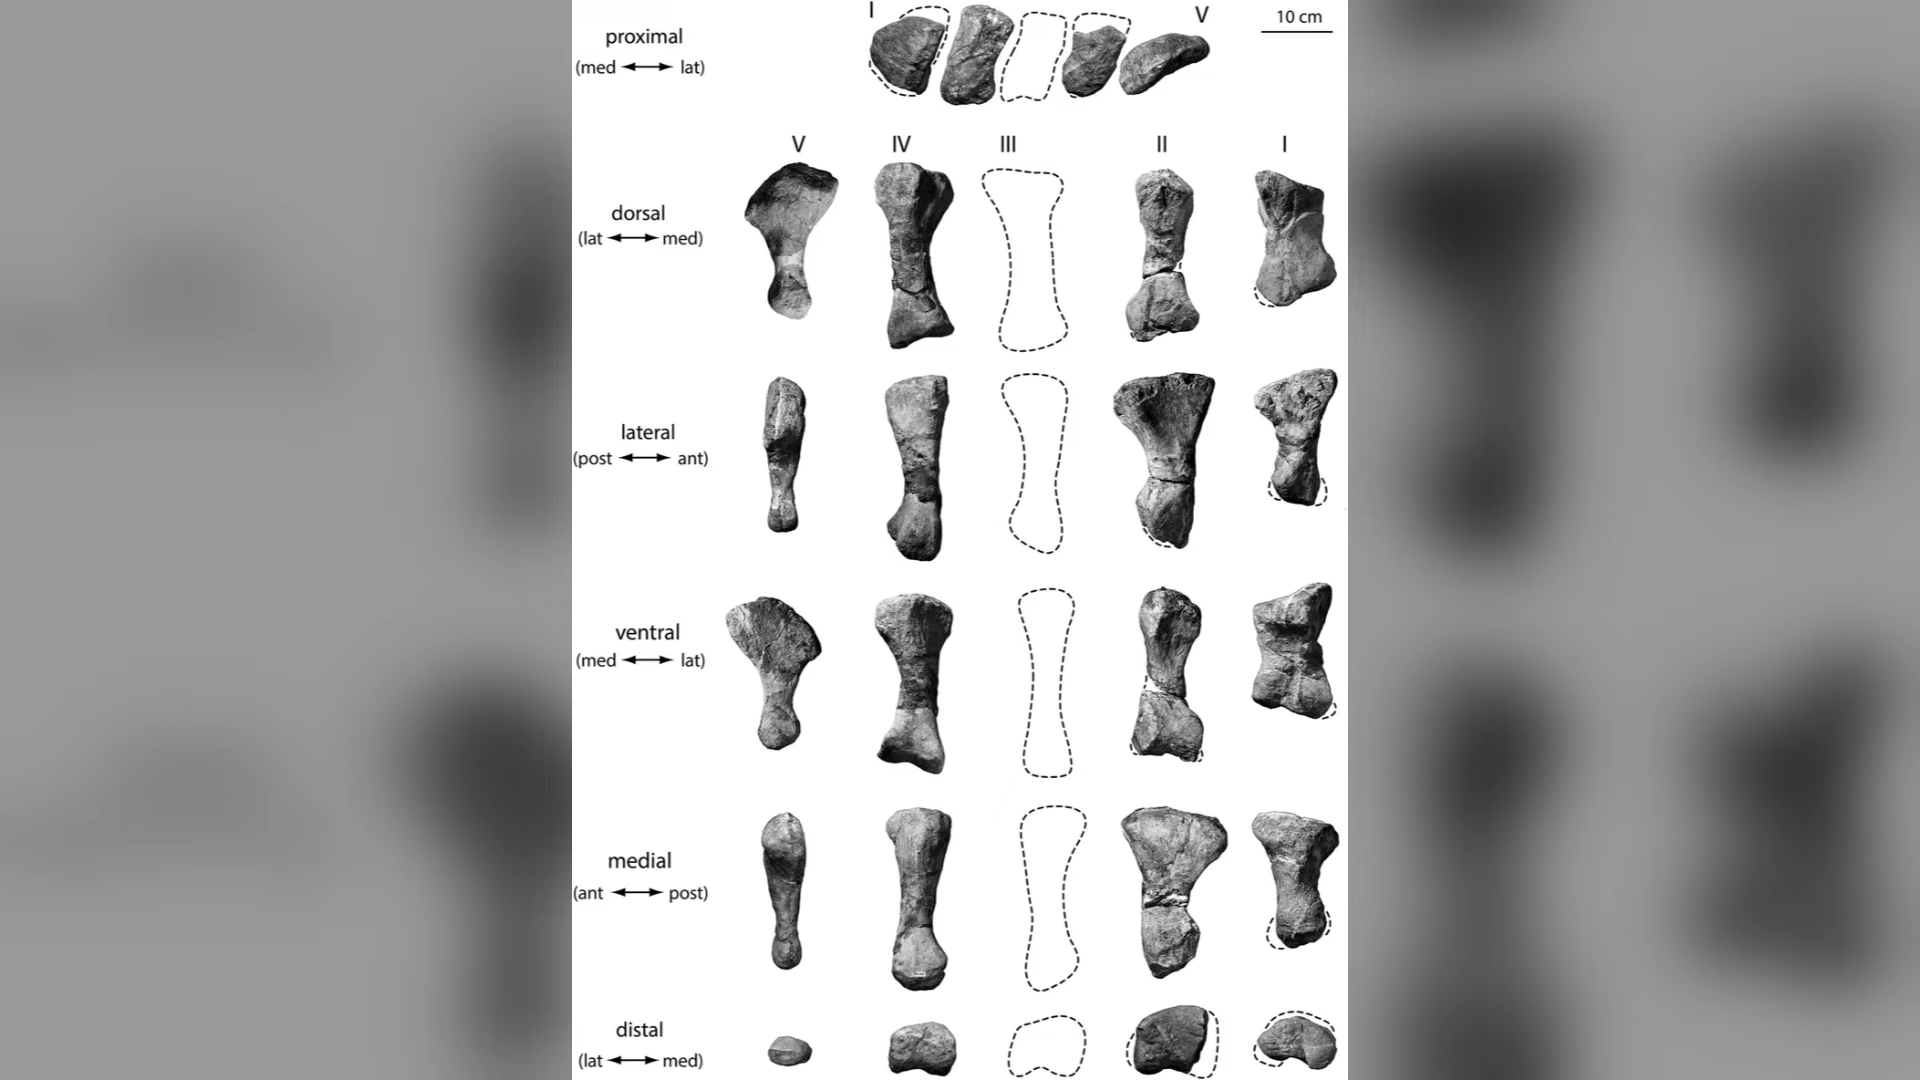 I V 10 cm
proximal
(med lat)
V IV III II I
dorsal
(lat med)
lateral
(post ant)
ventral
(med lat)
medial
(ant post)
distal
(lat med)